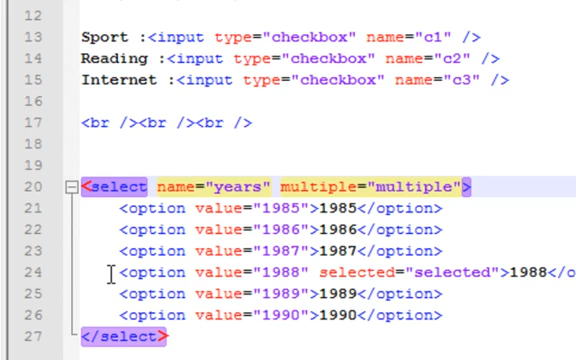 12
13 Sport :<input type="checkbox" name="c1" />
14 Reading :<input type="checkbox" name="c2" />
15 Internet :<input type="checkbox" name="c3" />
16
17 <br /><br /><br />
18
19
20 <select name="years" multiple="multiple">
21 <option value="1985">1985</option>
22 <option value="1986">1986</option>
23 <option value="1987">1987</option>
24 <option value="1988" selected="selected">1988</o
25 <option value="1989">1989</option>
26 <option value="1990">1990</option>
27 </select>